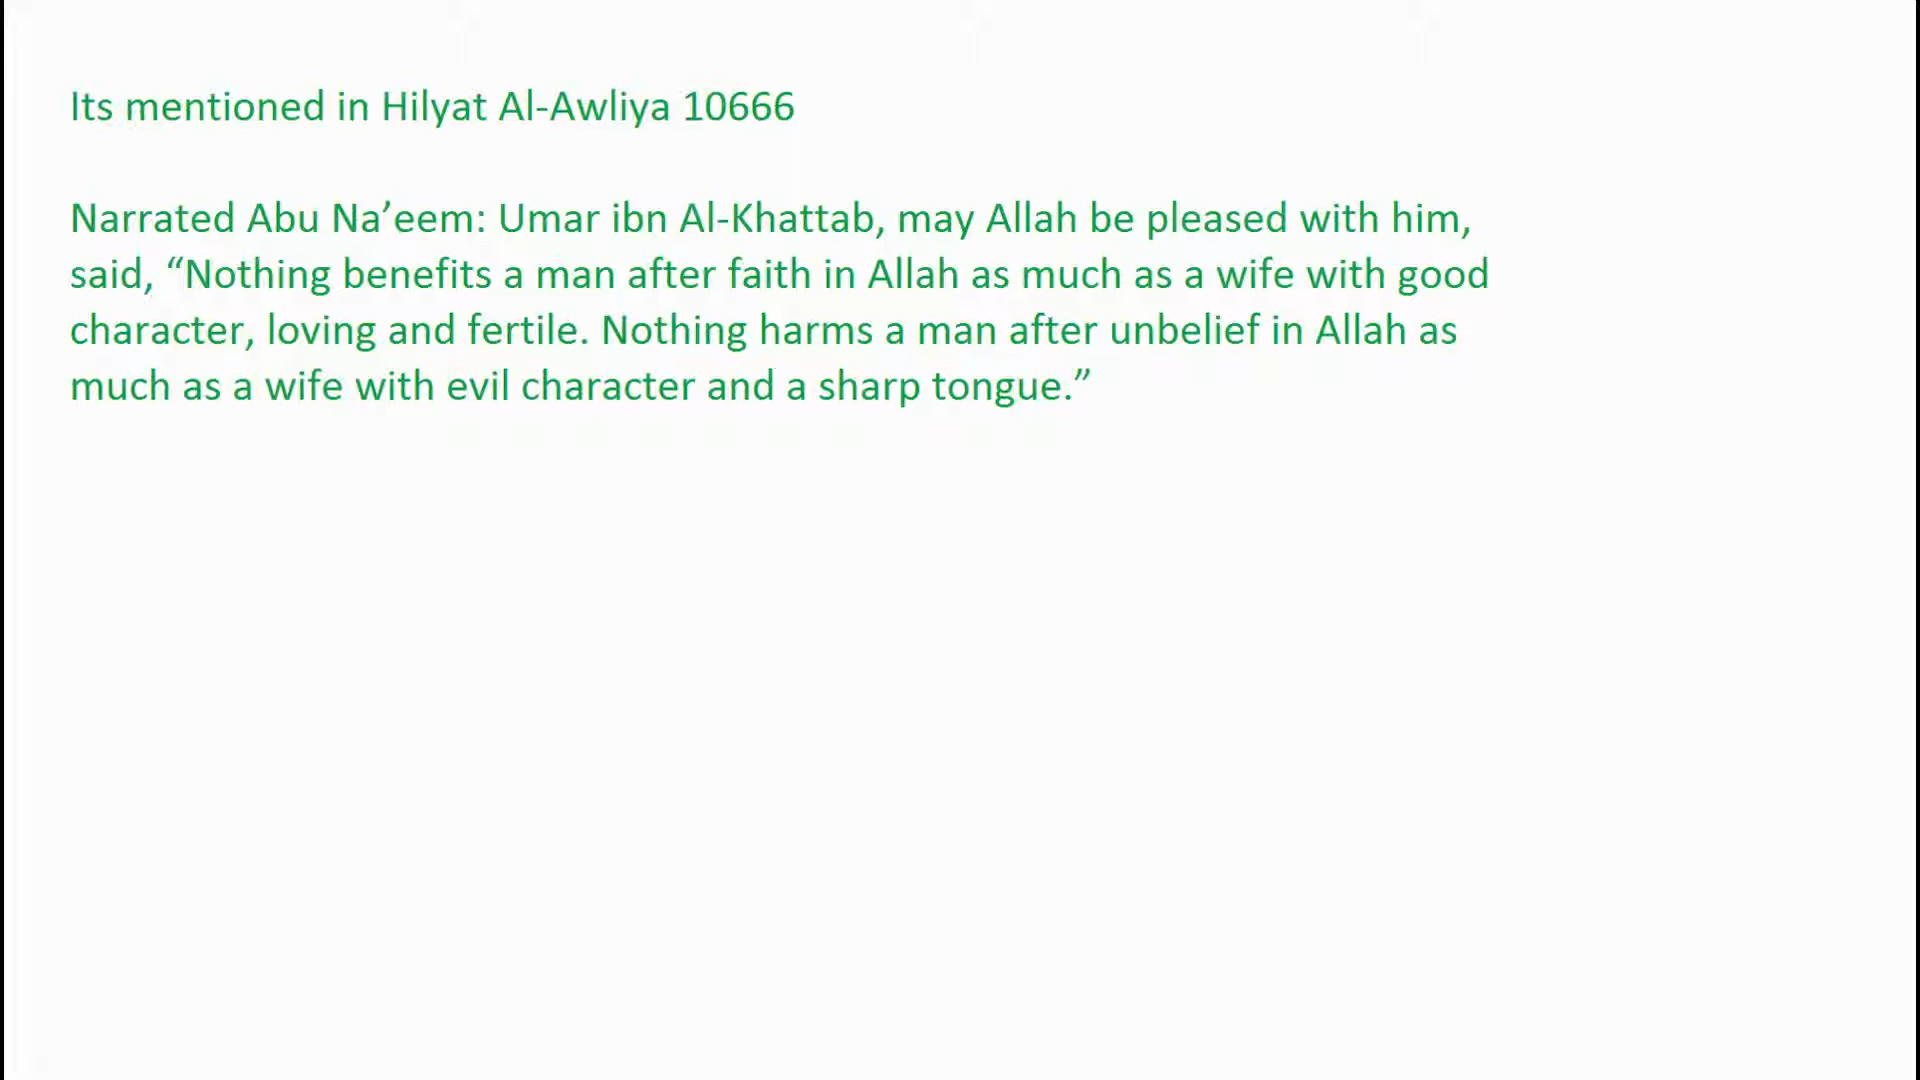 Its mentioned in Hilyat Al-Awliya 10666
Narrated Abu Na’eem: Umar ibn Al-Khattab, may Allah be pleased with him,
said, “Nothing benefits a man after faith in Allah as much as a wife with good
character, loving and fertile. Nothing harms a man after unbelief in Allah as
much as a wife with evil character and a sharp tongue.”